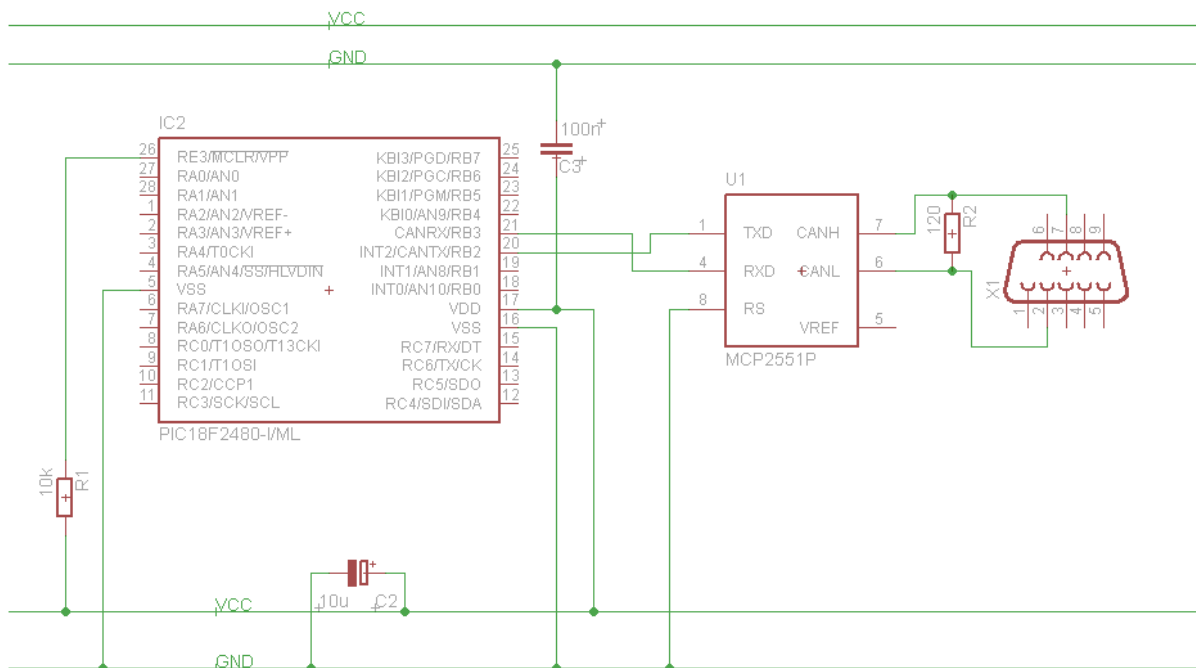 VCC
GND
100n
C3
IC2
26 RE3/MCLR/VPP KBI3/PGD/RB7 25
27 RA0/AN0 KBI2/PGC/RB6 24
28 RA1/AN1 KBI1/PGM/RB5 23
1 RA2/AN2/VREF- KBI0/AN9/RB4 22
2 RA3/AN3/VREF+ CANRX/RB3 21
3 RA4/T0CKI INT2/CANTX/RB2 20
4 RA5/AN4/SS/HLVDIN INT1/AN8/RB1 19
5 VSS INT0/AN10/RB0 18
6 RA7/CLKI/OSC1 VDD 17
7 RA6/CLKO/OSC2 VSS 16
8 RC0/T1OSO/T13CKI RC7/RX/DT 15
9 RC1/T1OSI RC6/TX/CK 14
10 RC2/CCP1 RC5/SDO 13
11 RC3/SCK/SCL RC4/SDI/SDA 12
PIC18F2480-I/ML
U1
1 TXD CANH 7
4 RXD CANL 6
8 RS
VREF 5
MCP2551P
120
R2
6 7 8 9
X1
1 2 3 4 5
10k
R1
10u C2
VCC
GND